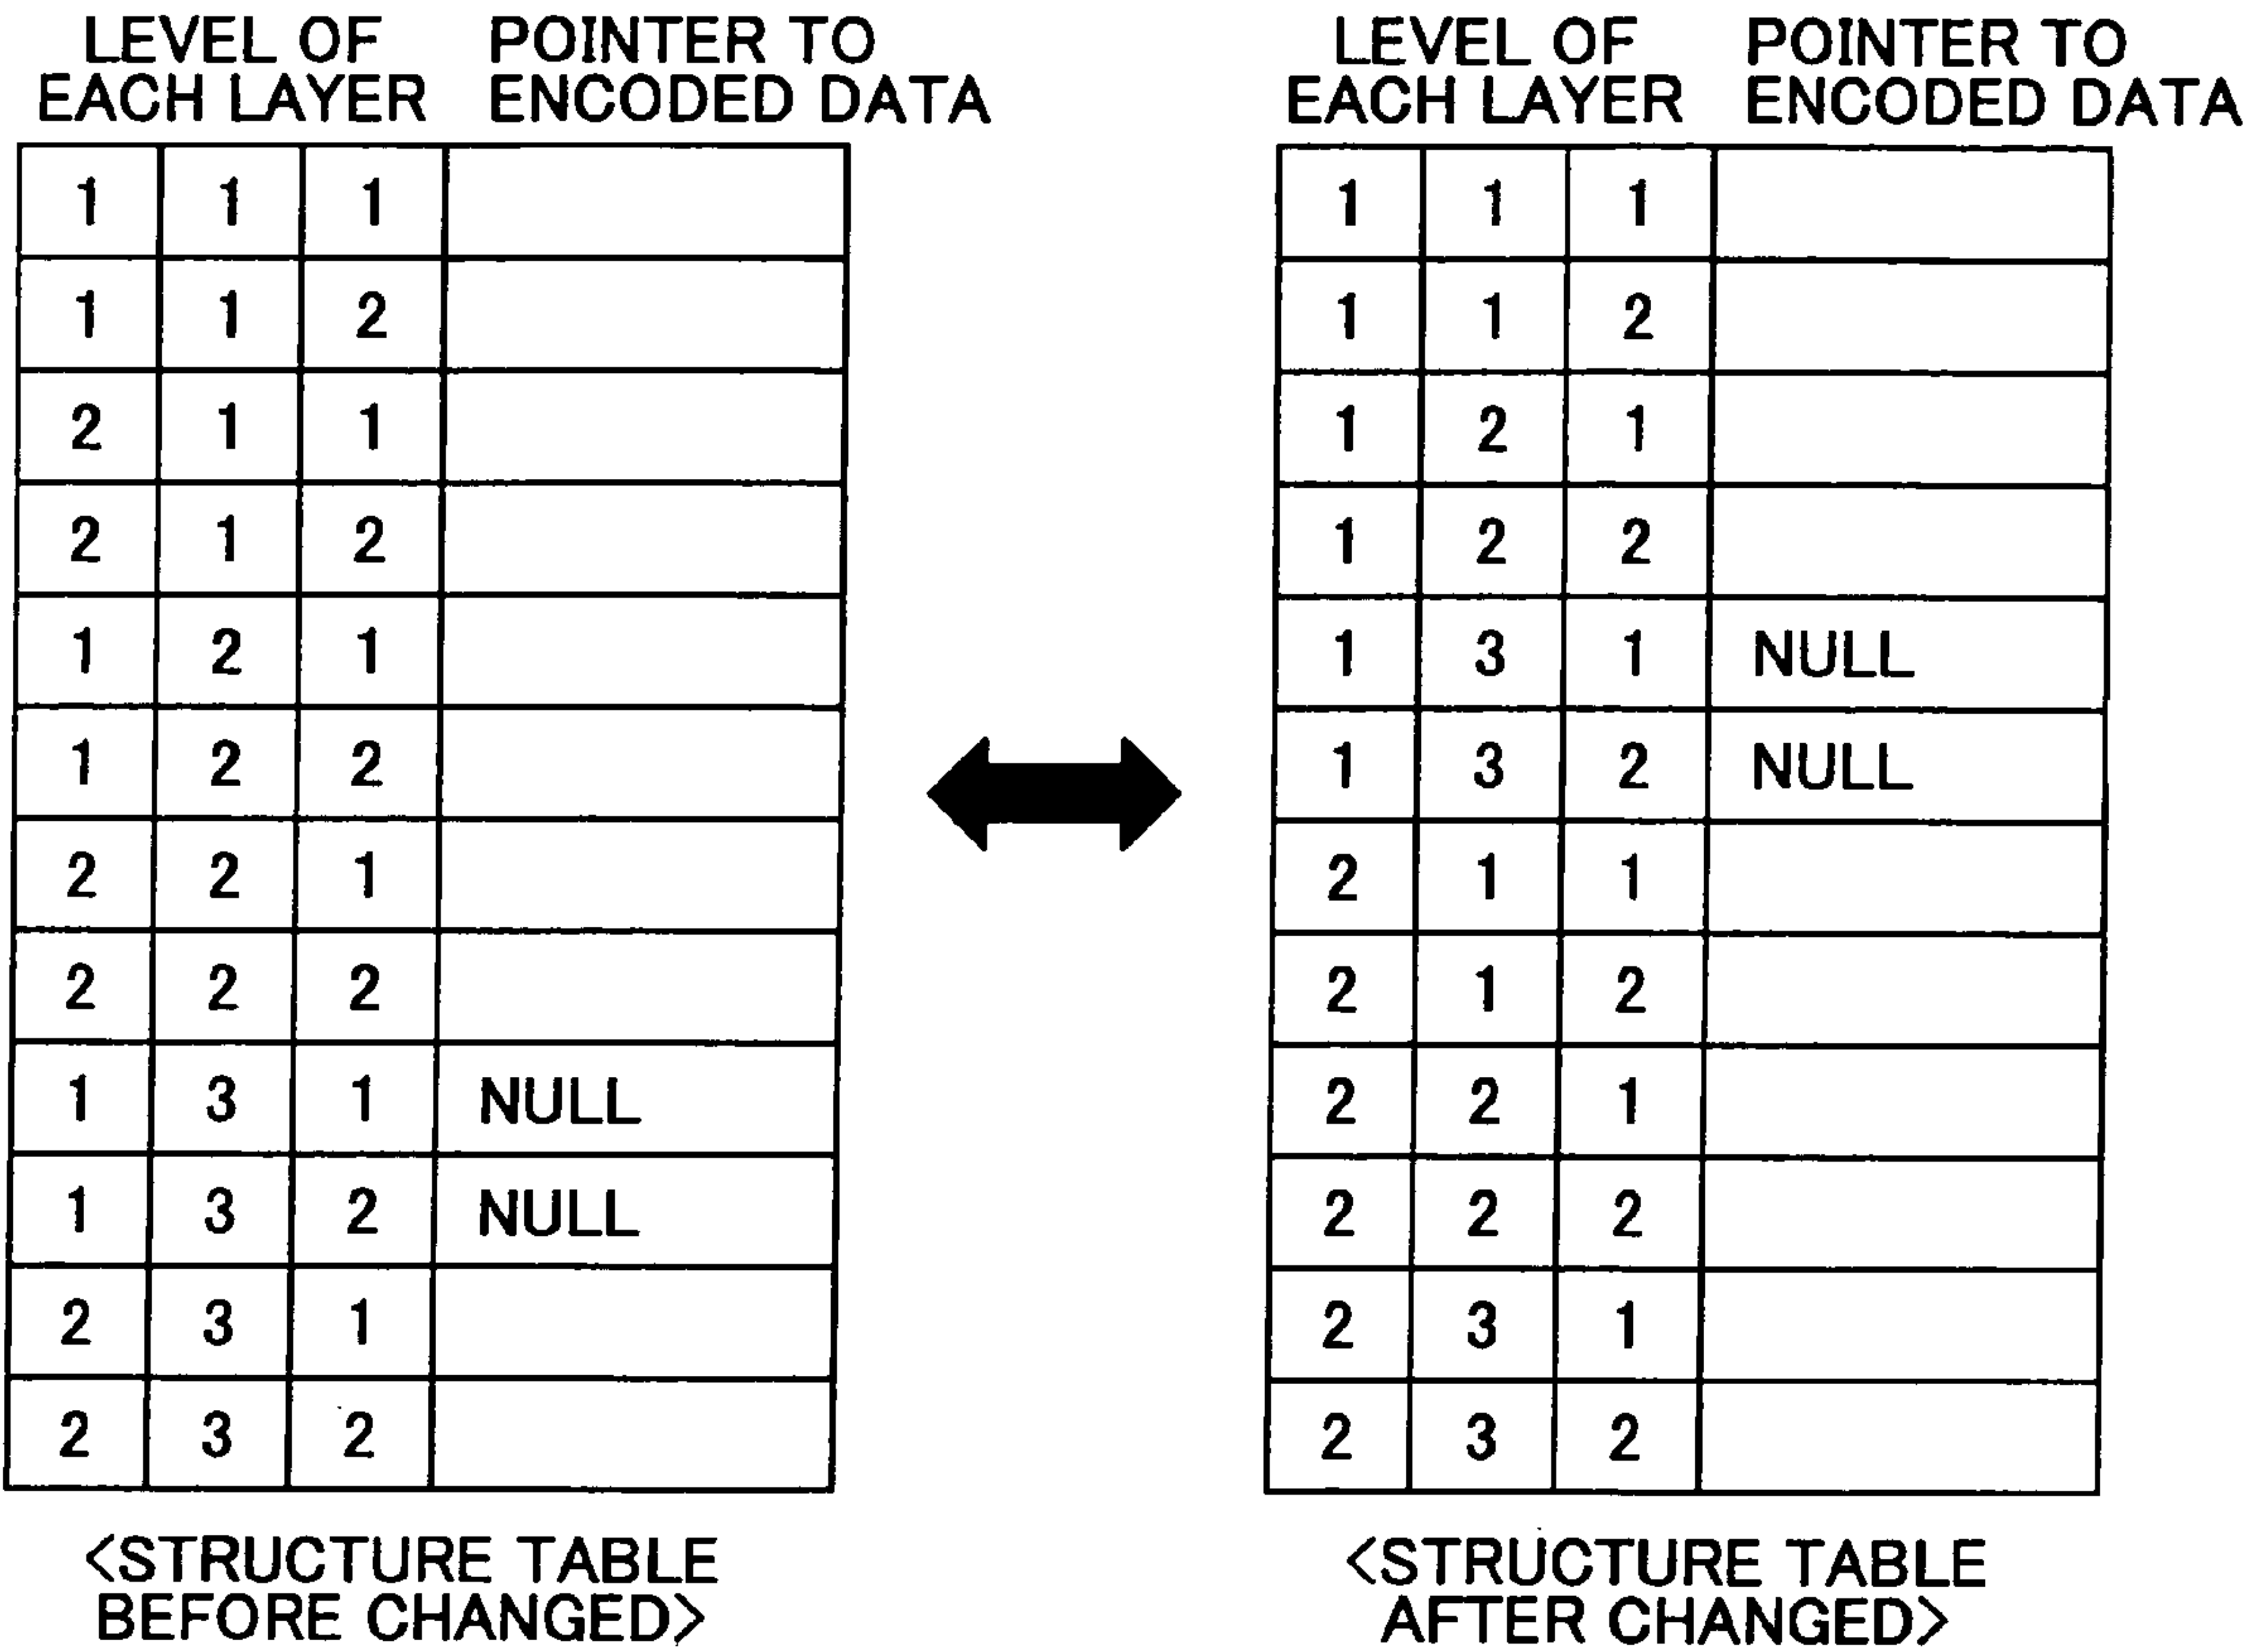 LEVEL OF
EACH LAYER
POINTER TO
ENCODED DATA
1 1 1
1 1 2
2 1 1
2 1 2
1 2 1
1 2 2
2 2 1
2 2 2
1 3 1 NULL
1 3 2 NULL
2 3 1
2 3 2
<STRUCTURE TABLE
BEFORE CHANGED>
LEVEL OF
EACH LAYER
POINTER TO
ENCODED DATA
1 1 1
1 1 2
1 2 1
1 2 2
1 3 1 NULL
1 3 2 NULL
2 1 1
2 1 2
2 2 1
2 2 2
2 3 1
2 3 2
<STRUCTURE TABLE
AFTER CHANGED>